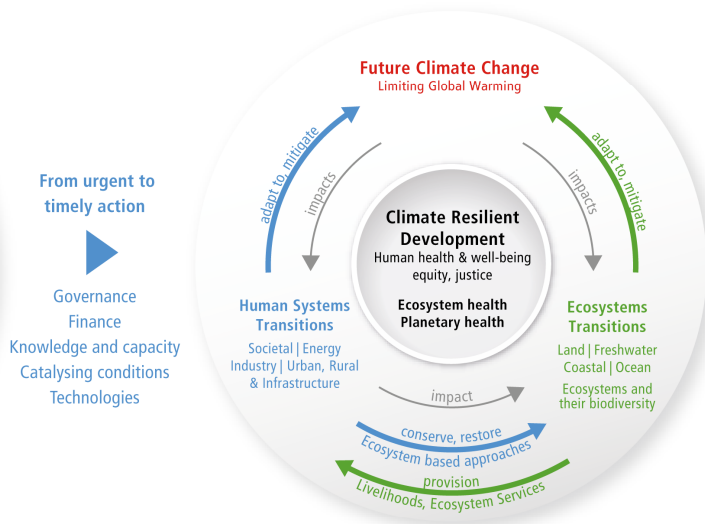 From urgent to
timely action
Governance
Finance
Knowledge and capacity
Catalysing conditions
Technologies
Future Climate Change
Limiting Global Warming
adapt to, mitigate
impacts
impacts
adapt to, mitigate
Climate Resilient
Development
Human health & well-being
equity, justice
Ecosystem health
Planetary health
Human Systems
Transitions
Societal | Energy
Industry | Urban, Rural
& Infrastructure
Ecosystems
Transitions
Land | Freshwater
Coastal | Ocean
Ecosystems and
their biodiversity
impact
conserve, restore
Ecosystem based approaches
provision
Livelihoods, Ecosystem Services